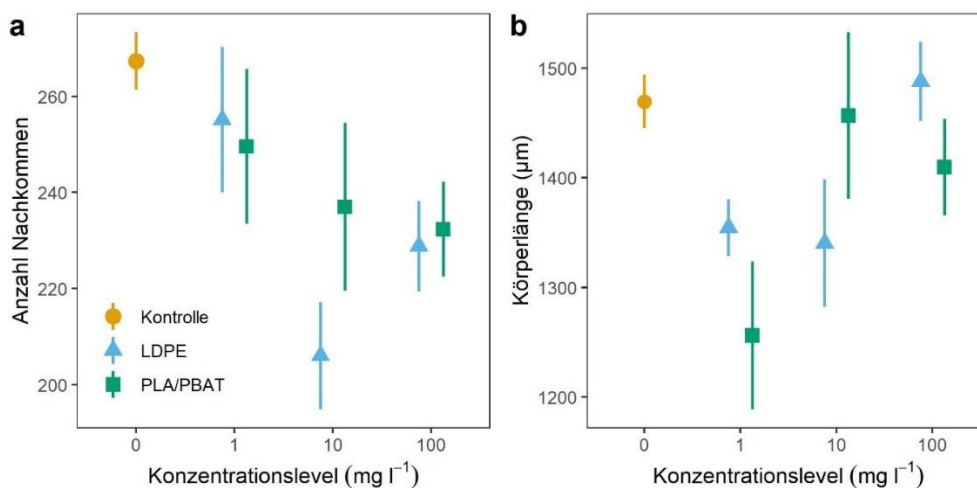 a
Anzahl Nachkommen
260
240
220
200
Kontrolle
LDPE
PLA/PBAT
0 1 10 100
Konzentrationslevel (mg l⁻¹)
b
Körperlänge (µm)
1500
1400
1300
1200
0 1 10 100
Konzentrationslevel (mg l⁻¹)